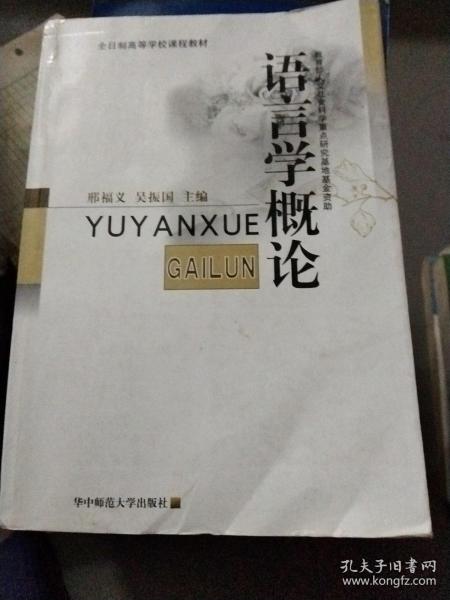 全日制高等学校课程教材
教育部人文社会科学重点研究基地基金资助
语言学概论
邢福义 吴振国 主编
YUYANXUE
GAILUN
华中师范大学出版社
孔夫子旧书网
www.kongfz.com